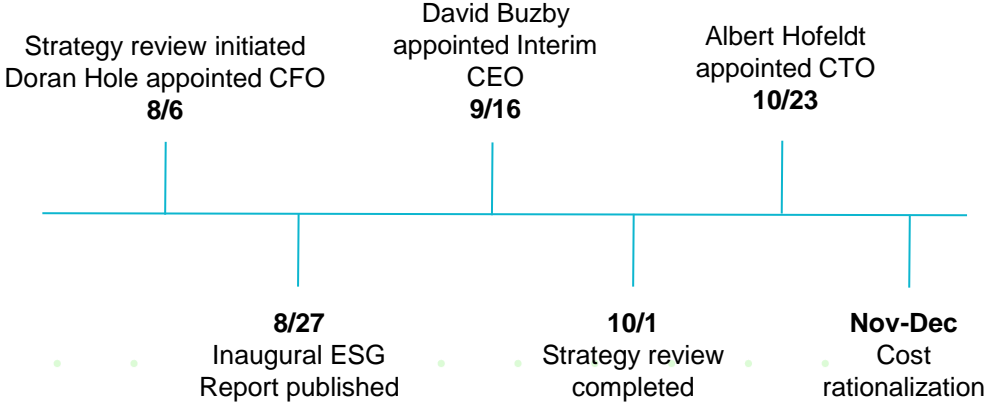 Strategy review initiated
Doran Hole appointed CFO
8/6
David Buzby
appointed Interim
CEO
9/16
Albert Hofeldt
appointed CTO
10/23
8/27
Inaugural ESG
Report published
10/1
Strategy review
completed
Nov-Dec
Cost
rationalization